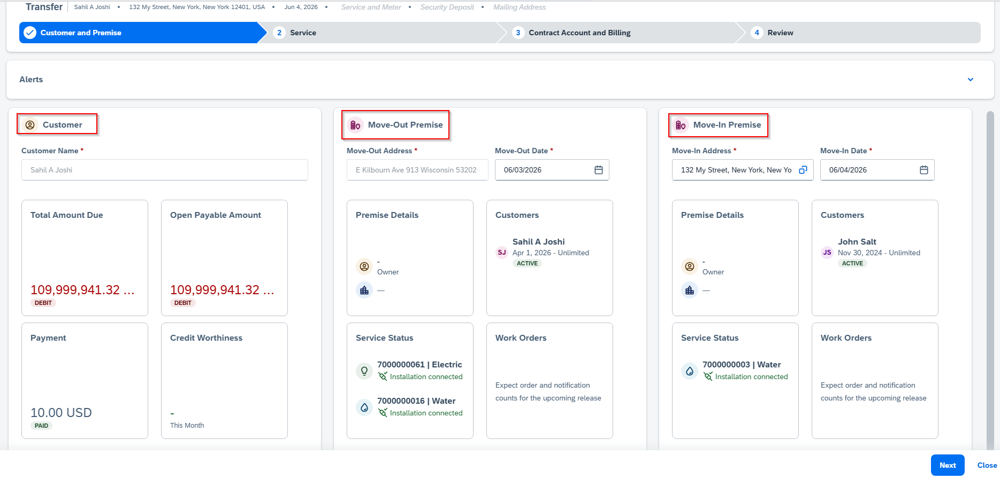 Transfer Sahil A Joshi • 132 My Street, New York, New York 12401, USA • Jun 4, 2026 • Service and Meter • Security Deposit • Mailing Address
Customer and Premise
2 Service
3 Contract Account and Billing
4 Review
Alerts
Customer
Customer Name *
Sahil A Joshi
Total Amount Due
109,999,941.32 ...
DEBIT
Open Payable Amount
109,999,941.32 ...
DEBIT
Payment
10.00 USD
PAID
Credit Worthiness
-
This Month
Move-Out Premise
Move-Out Address *
E Kilbourn Ave 913 Wisconsin 53202
Move-Out Date *
06/03/2026
Premise Details
-
Owner
—
Customers
SJ
Sahil A Joshi
Apr 1, 2026 - Unlimited
ACTIVE
Service Status
7000000061 | Electric
Installation connected
7000000016 | Water
Installation connected
Work Orders
Expect order and notification
counts for the upcoming release
Move-In Premise
Move-In Address *
132 My Street, New York, New Yo
Move-In Date *
06/04/2026
Premise Details
-
Owner
—
Customers
JS
John Salt
Nov 30, 2024 - Unlimited
ACTIVE
Service Status
7000000003 | Water
Installation connected
Work Orders
Expect order and notification
counts for the upcoming release
Next
Close